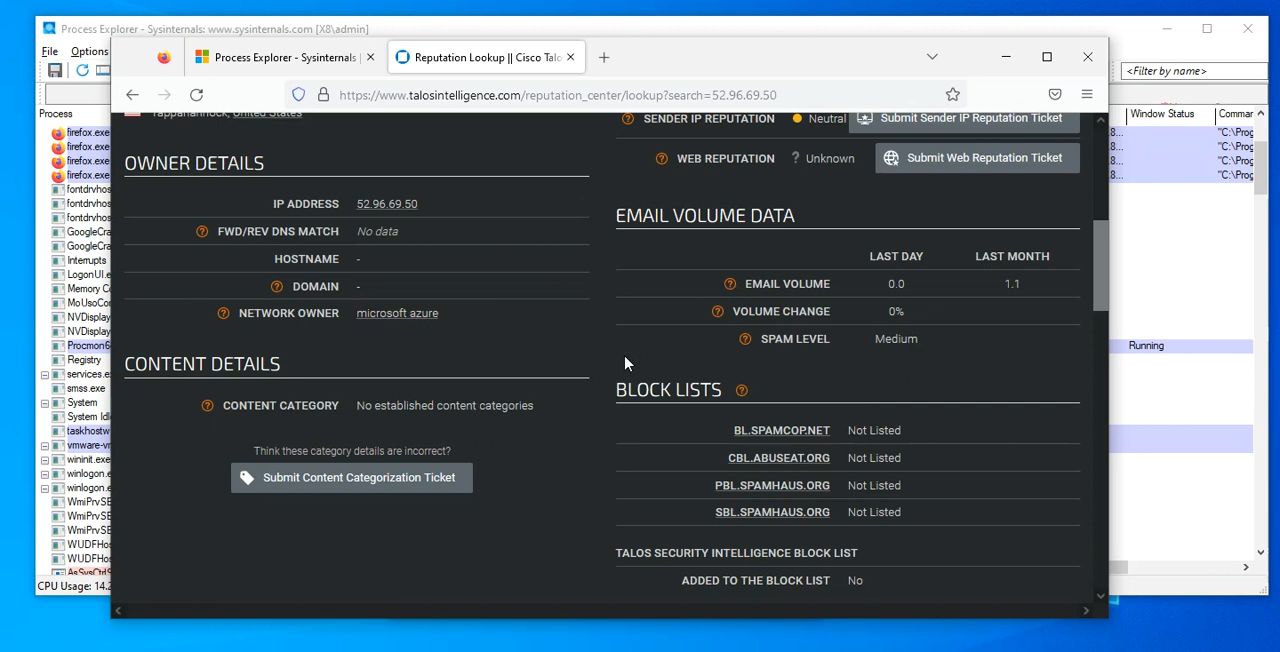 Process Explorer - Sysinternals: www.sysinternals.com [X8\admin]
File Options
<Filter by name>
Process Explorer - Sysinternals |
Reputation Lookup || Cisco Talo
https://www.talosintelligence.com/reputation_center/lookup?search=52.96.69.50
Process
Window Status
Commar
firefox.exe
8... "C:\Prog
firefox.exe
firefox.exe
8... "C:\Prog
firefox.exe
8... "C:\Prog
fontdrvhos
fontdrvhos
fontdrvhos
GoogleCra
GoogleCra
Interrupts
LogonUI.e
Memory Co
MoUsoCor
NVDisplay
NVDisplay
Procmon6
Running
Registry
services.ex
smss.exe
System
System Idl
taskhostw
vmware-vr
wininit.exe
winlogon.e
winlogon.e
WmiPrvSE
WmiPrvSE
WmiPrvSE
WUDFHos
WUDFHos
CPU Usage: 14.2
Tappahannock, United States
OWNER DETAILS
IP ADDRESS 52.96.69.50
FWD/REV DNS MATCH No data
HOSTNAME -
DOMAIN -
NETWORK OWNER microsoft azure
CONTENT DETAILS
CONTENT CATEGORY No established content categories
Think these category details are incorrect?
Submit Content Categorization Ticket
SENDER IP REPUTATION Neutral Submit Sender IP Reputation Ticket
WEB REPUTATION ? Unknown Submit Web Reputation Ticket
EMAIL VOLUME DATA
LAST DAY LAST MONTH
EMAIL VOLUME 0.0 1.1
VOLUME CHANGE 0%
SPAM LEVEL Medium
BLOCK LISTS
BL.SPAMCOP.NET Not Listed
CBL.ABUSEAT.ORG Not Listed
PBL.SPAMHAUS.ORG Not Listed
SBL.SPAMHAUS.ORG Not Listed
TALOS SECURITY INTELLIGENCE BLOCK LIST
ADDED TO THE BLOCK LIST No